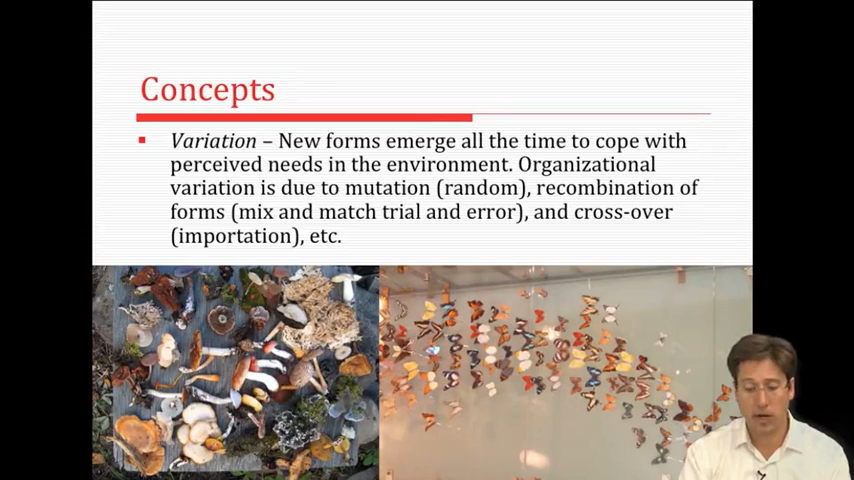 Concepts
Variation – New forms emerge all the time to cope with
perceived needs in the environment. Organizational
variation is due to mutation (random), recombination of
forms (mix and match trial and error), and cross-over
(importation), etc.